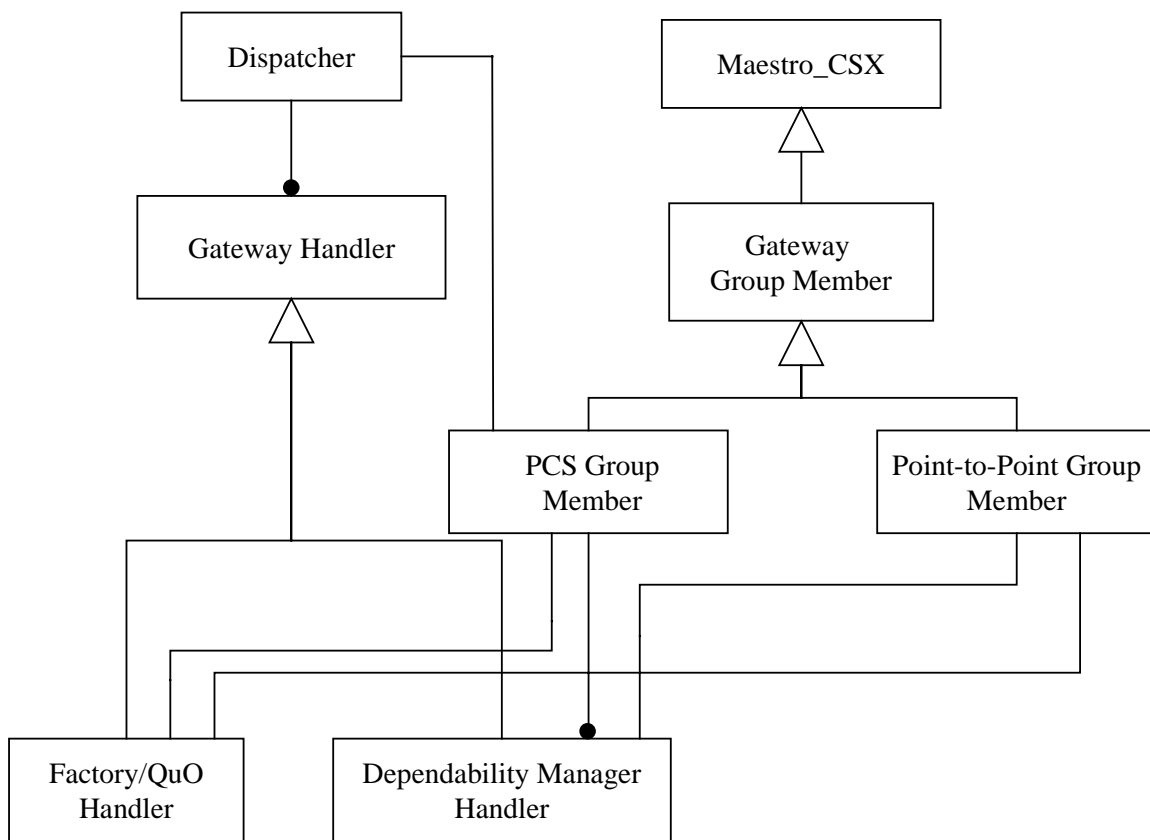 Dispatcher
Maestro_CSX
Gateway Handler
Gateway
Group Member
PCS Group
Member
Point-to-Point Group
Member
Factory/QuO
Handler
Dependability Manager
Handler